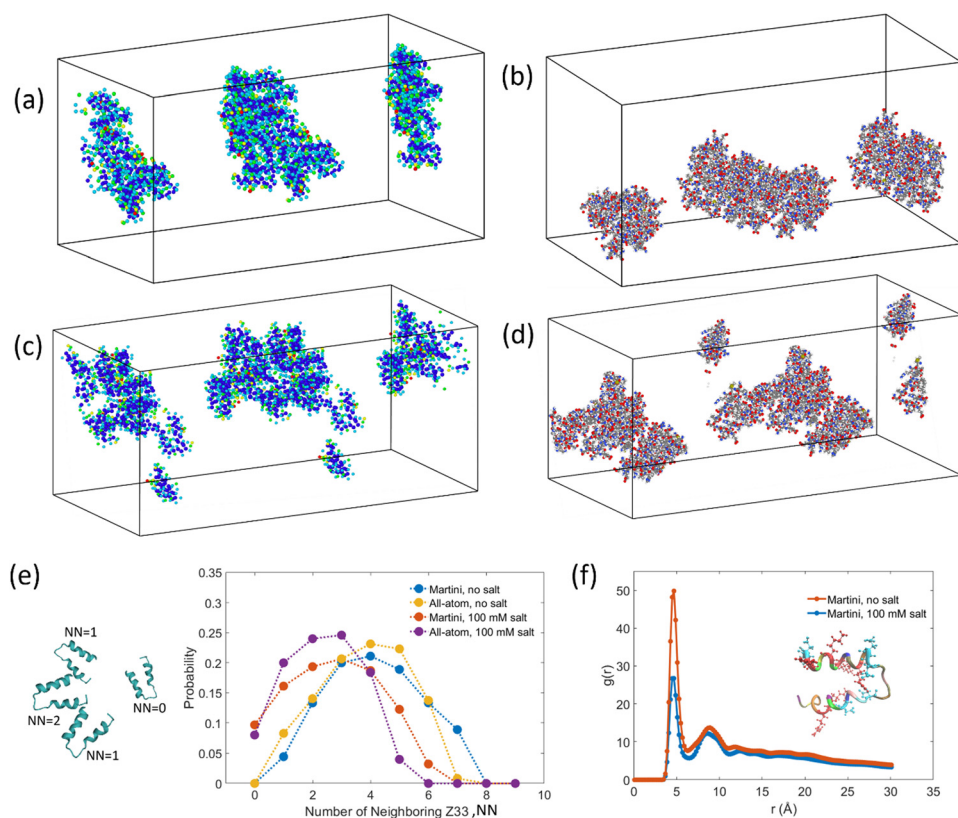 (a)
(b)
(c)
(d)
(e)
NN=1
NN=0
NN=2
NN=1
Probability
0.35
0.3
0.25
0.2
0.15
0.1
0.05
0
0 2 4 6 8 10
Number of Neighboring Z33 ,NN
Martini, no salt
All-atom, no salt
Martini, 100 mM salt
All-atom, 100 mM salt
(f)
g(r)
50
40
30
20
10
0
0 5 10 15 20 25 30 35
r (Å)
Martini, no salt
Martini, 100 mM salt